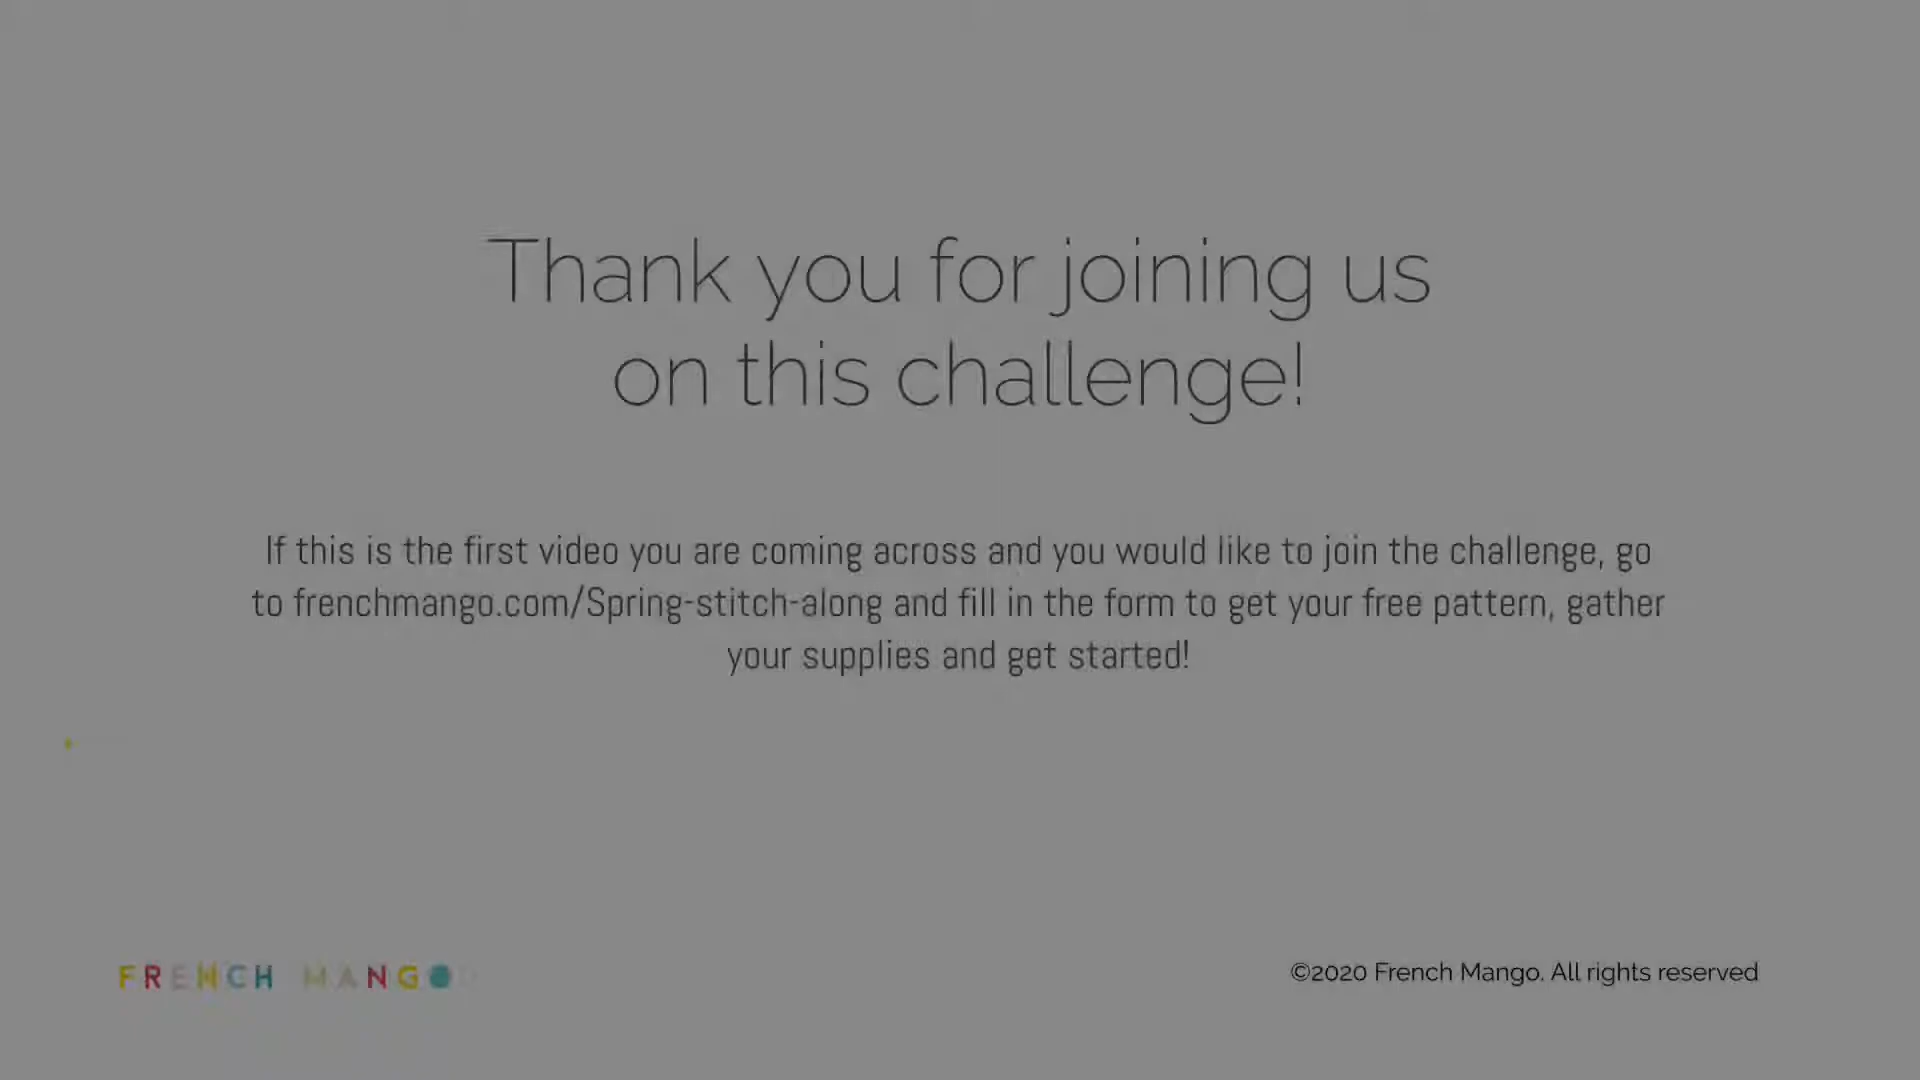 Thank you for joining us
on this challenge!
If this is the first video you are coming across and you would like to join the challenge, go
to frenchmango.com/Spring-stitch-along and fill in the form to get your free pattern, gather
your supplies and get started!
FRENCH MANGO
©2020 French Mango. All rights reserved